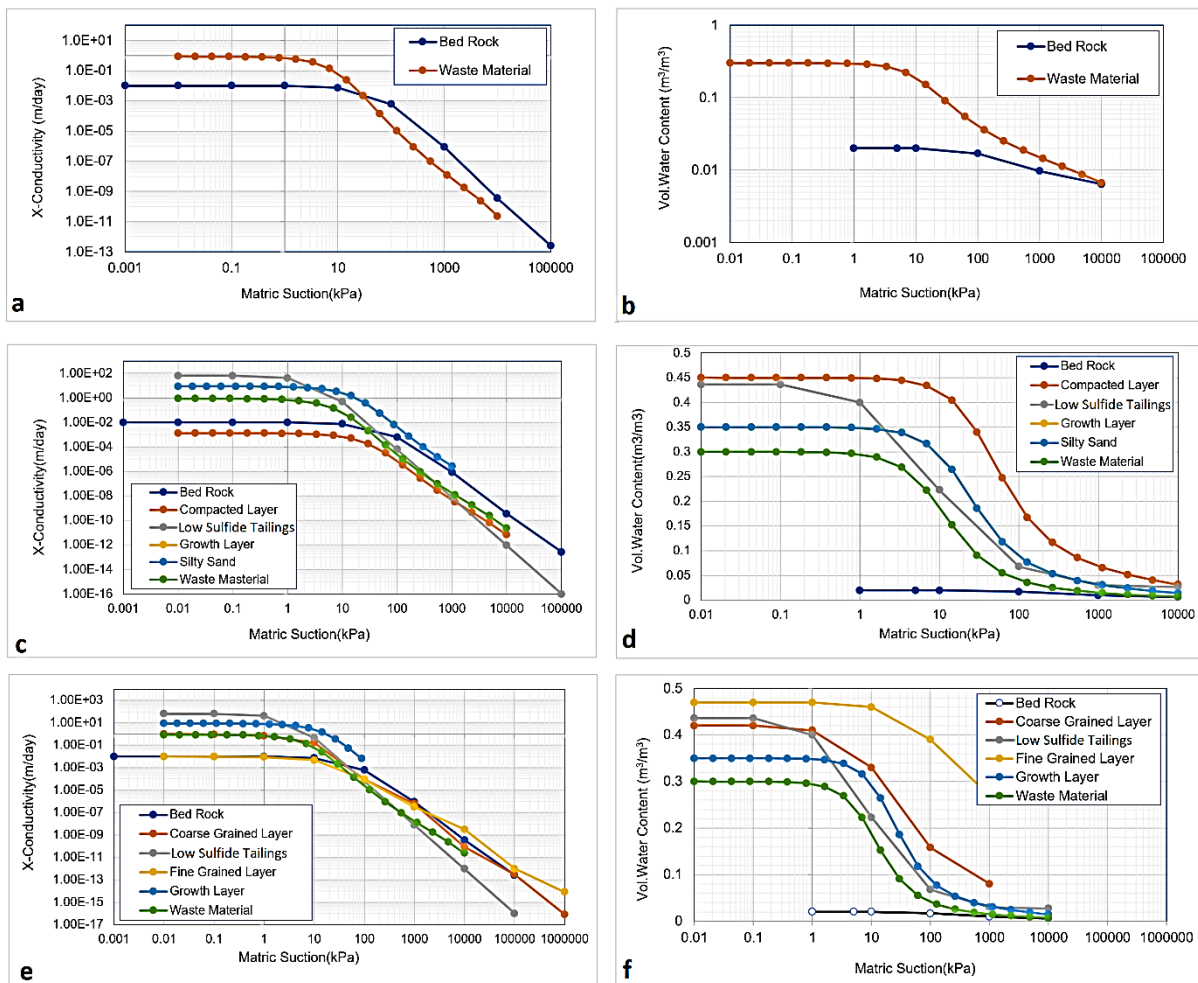 a
1.0E+01
1.0E-01
1.0E-03
1.0E-05
1.0E-07
1.0E-09
1.0E-11
1.0E-13
X-Conductivity (m/day)
0.001 0.1 10 1000 100000
Matric Suction(kPa)
Bed Rock
Waste Material
b
1
0.1
0.01
0.001
Vol.Water Content (m³/m³)
0.01 0.1 1 10 100 1000 10000 100000
Matric Suction(kPa)
Bed Rock
Waste Material
c
1.00E+02
1.00E+00
1.00E-02
1.00E-04
1.00E-06
1.00E-08
1.00E-10
1.00E-12
1.00E-14
1.00E-16
X-Conductivity(m/day)
0.001 0.01 0.1 1 10 100 1000 10000 100000
Matric Suction(kPa)
Bed Rock
Compacted Layer
Low Sulfide Tailings
Growth Layer
Silty Sand
Waste Masterial
d
0.5
0.45
0.4
0.35
0.3
0.25
0.2
0.15
0.1
0.05
0
Vol.Water Content(m3/m3)
0.01 0.1 1 10 100 1000 10000
Matric Suction(kPa)
Bed Rock
Compacted Layer
Low Sulfide Tailings
Growth Layer
Silty Sand
Waste Material
e
1.00E+03
1.00E+01
1.00E-01
1.00E-03
1.00E-05
1.00E-07
1.00E-09
1.00E-11
1.00E-13
1.00E-15
1.00E-17
X-Conductivity(m/day)
0.001 0.01 0.1 1 10 100 1000 10000 100000 1000000
Matric Suction(kPa)
Bed Rock
Coarse Grained Layer
Low Sulfide Tailings
Fine Grained Layer
Growth Layer
Waste Material
f
0.5
0.4
0.3
0.2
0.1
0
Vol.Water Content (m³/m³)
0.01 0.1 1 10 100 1000 10000 100000 1000000
Matric Suction(kPa)
Bed Rock
Coarse Grained Layer
Low Sulfide Tailings
Fine Grained Layer
Growth Layer
Waste Material